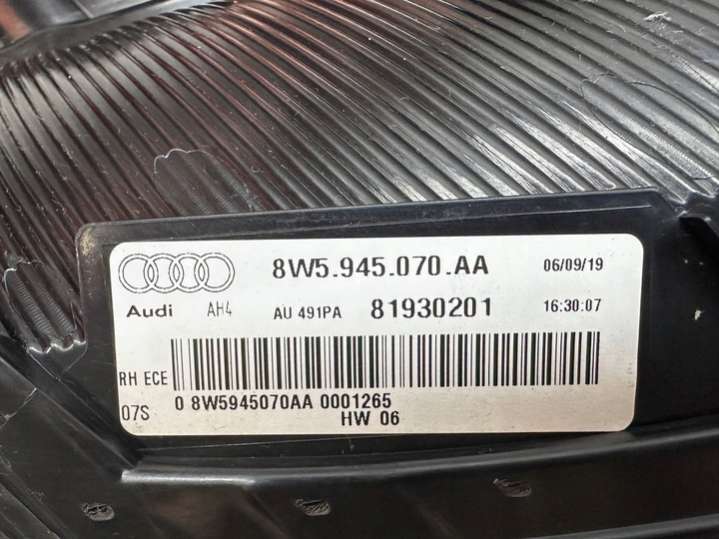 8W5.945.070.AA 06/09/19
Audi AH4 AU 491PA 81930201 16:30:07
RH ECE
07S 0 8W5945070AA 0001265
HW 06